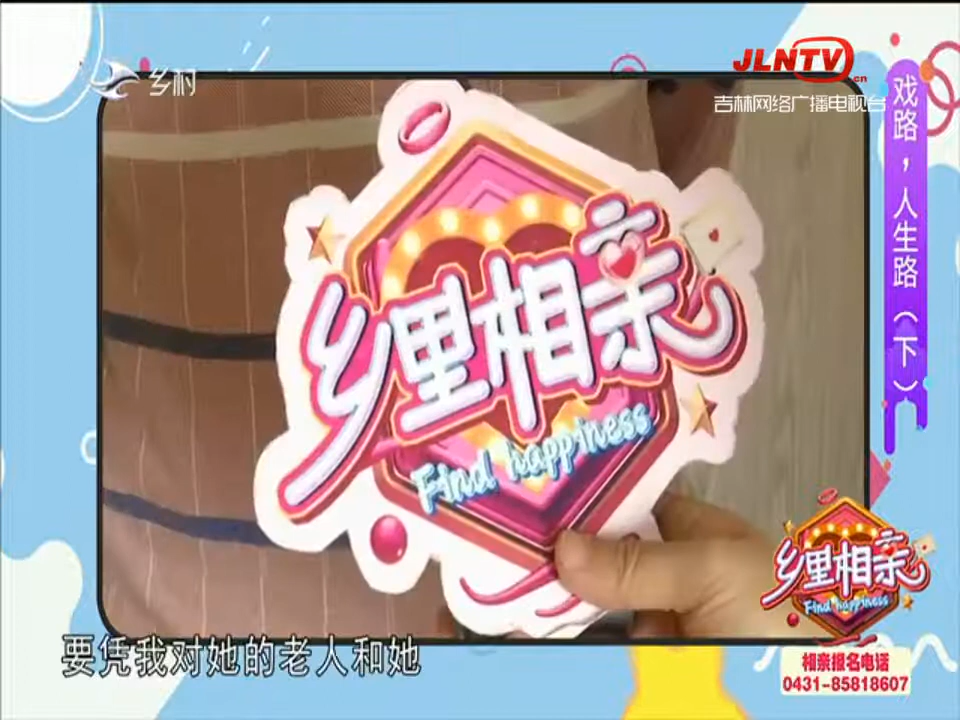 乡村
JLNTV.cn
吉林网络广播电视台
戏路，人生路（下）
乡里相亲
Find happiness
要凭我对她的老人和她
乡里相亲
Find happiness
相亲报名电话
0431-85818607